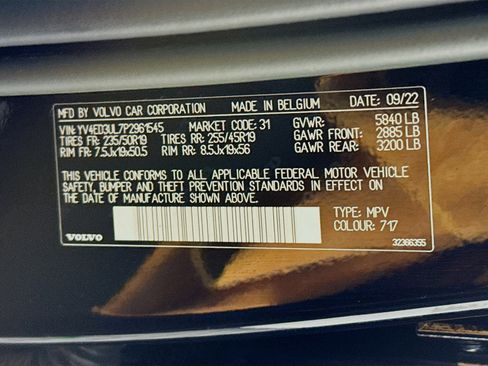 MFD BY VOLVO CAR CORPORATION MADE IN BELGIUM DATE: 09/22
VIN: YV4ED3UL7P2961545 MARKET CODE: 31 GVWR: 5840 LB
TIRES FR: 235/50R19 TIRES RR: 255/45R19 GAWR FRONT: 2885 LB
RIM FR: 7.5Jx19x50.5 RIM RR: 8.5Jx19x56 GAWR REAR: 3200 LB
THIS VEHICLE CONFORMS TO ALL APPLICABLE FEDERAL MOTOR VEHICLE
SAFETY, BUMPER AND THEFT PREVENTION STANDARDS IN EFFECT ON
THE DATE OF MANUFACTURE SHOWN ABOVE.
TYPE: MPV
COLOUR: 717
VOLVO 32366355